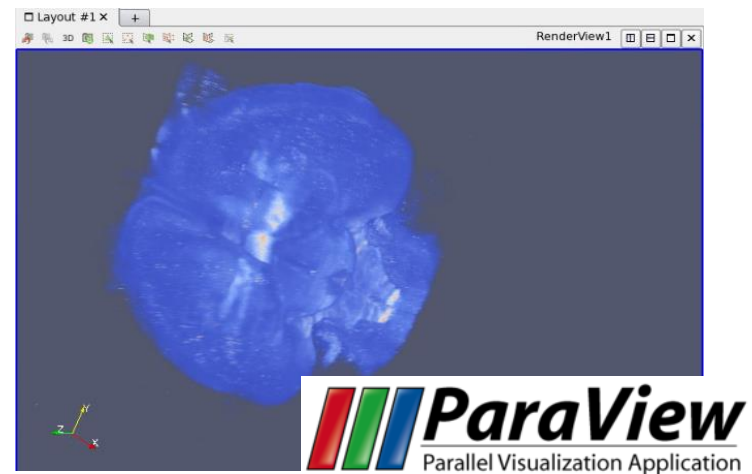 Layout #1
3D
RenderView1
Y
Z
X
ParaView
Parallel Visualization Application